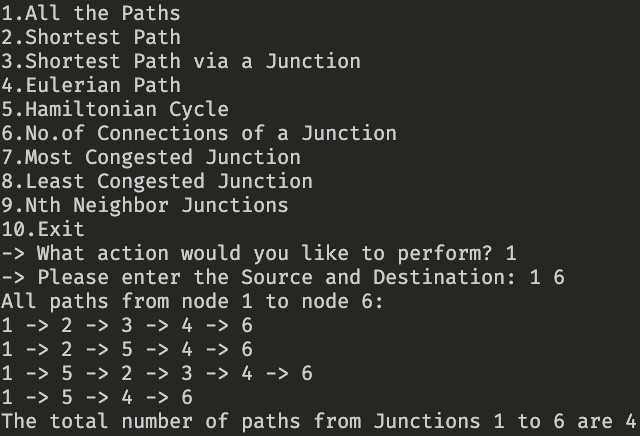 1.All the Paths
2.Shortest Path
3.Shortest Path via a Junction
4.Eulerian Path
5.Hamiltonian Cycle
6.No.of Connections of a Junction
7.Most Congested Junction
8.Least Congested Junction
9.Nth Neighbor Junctions
10.Exit
-> What action would you like to perform? 1
-> Please enter the Source and Destination: 1 6
All paths from node 1 to node 6:
1 -> 2 -> 3 -> 4 -> 6
1 -> 2 -> 5 -> 4 -> 6
1 -> 5 -> 2 -> 3 -> 4 -> 6
1 -> 5 -> 4 -> 6
The total number of paths from Junctions 1 to 6 are 4